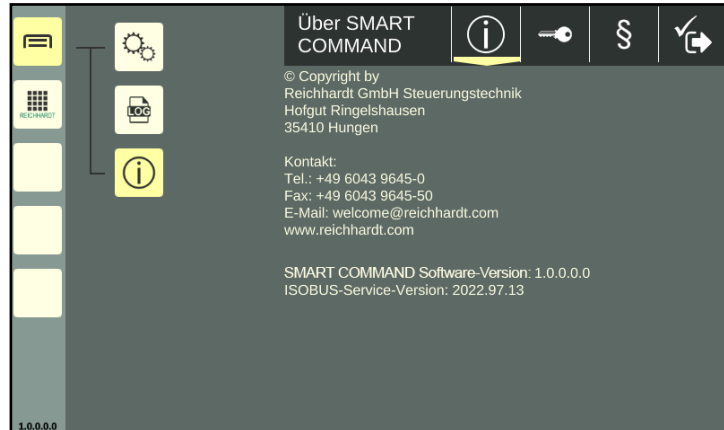 Über SMART
COMMAND
§
REICHHARDT
LOG
© Copyright by
Reichhardt GmbH Steuerungstechnik
Hofgut Ringelshausen
35410 Hungen
Kontakt:
Tel.: +49 6043 9645-0
Fax: +49 6043 9645-50
E-Mail: welcome@reichhardt.com
www.reichhardt.com
SMART COMMAND Software-Version: 1.0.0.0.0
ISOBUS-Service-Version: 2022.97.13
1.0.0.0.0